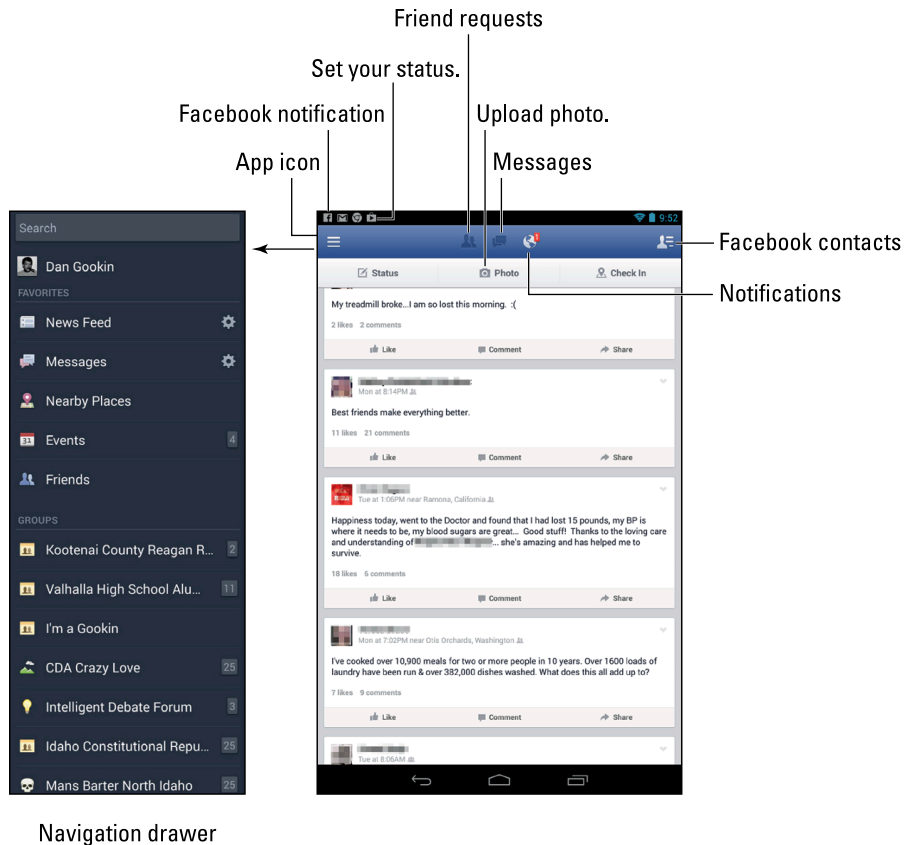 Friend requests
Set your status.
Facebook notification
Upload photo.
App icon
Messages
Search
Dan Gookin
FAVORITES
News Feed
Messages
Nearby Places
Events 4
Friends
GROUPS
Kootenai County Reagan R... 2
Valhalla High School Alu... 11
I'm a Gookin
CDA Crazy Love 25
Intelligent Debate Forum 3
Idaho Constitutional Repu... 25
Mans Barter North Idaho 25
Navigation drawer
9:52
1
Facebook contacts
Status Photo Check In
Notifications
My treadmill broke...I am so lost this morning. :(
2 likes 2 comments
Like Comment Share
Mon at 8:14PM
Best friends make everything better.
11 likes 21 comments
Like Comment Share
Tue at 1:06PM near Ramona, California
Happiness today, went to the Doctor and found that I had lost 15 pounds, my BP is
where it needs to be, my blood sugars are great... Good stuff! Thanks to the loving care
and understanding of ... she's amazing and has helped me to
survive.
18 likes 5 comments
Like Comment Share
Mon at 7:02PM near Otis Orchards, Washington
I've cooked over 10,900 meals for two or more people in 10 years. Over 1600 loads of
laundry have been run & over 382,000 dishes washed. What does this all add up to?
7 likes 9 comments
Like Comment Share
Tue at 8:06AM